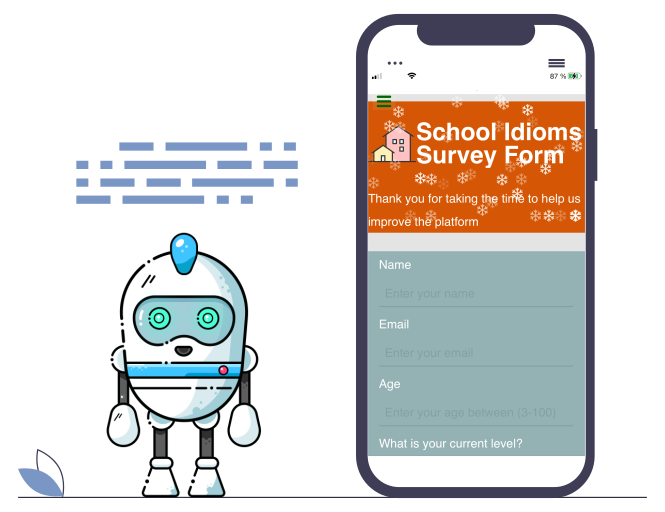 87 %
School Idioms
Survey Form
Thank you for taking the time to help us
improve the platform
Name
Enter your name
Email
Enter your email
Age
Enter your age between (3-100)
What is your current level?